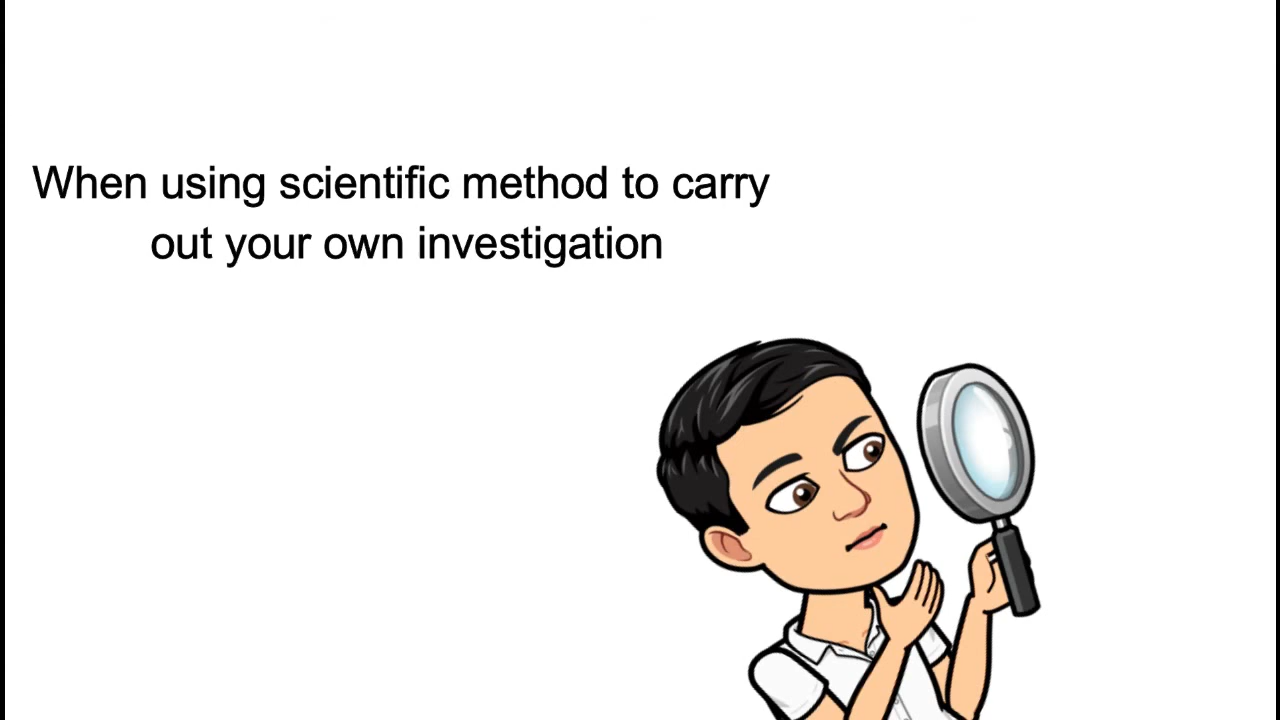 When using scientific method to carry
out your own investigation